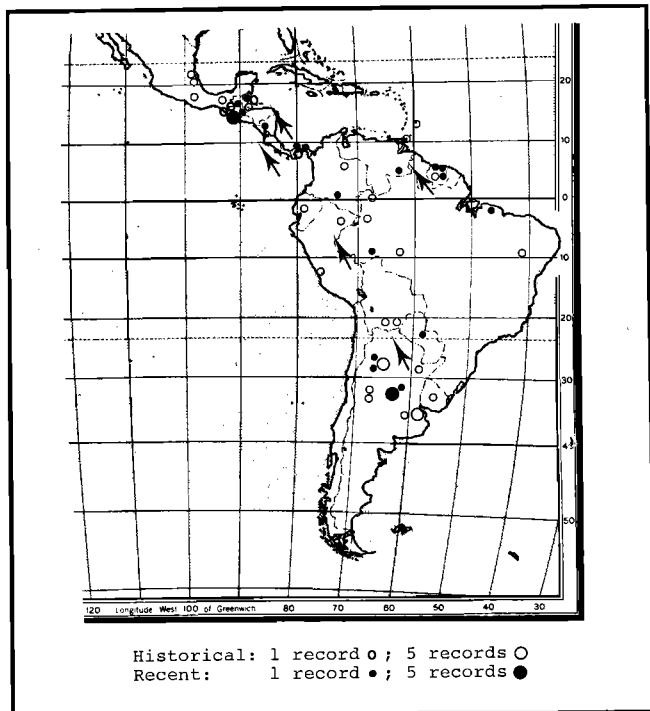 20
10
0
10
20
30
4
50
120 Longitude West 100 of Greenwich 80 70 60 50 40 30
Historical: 1 record o; 5 records O
Recent: 1 record •; 5 records ●